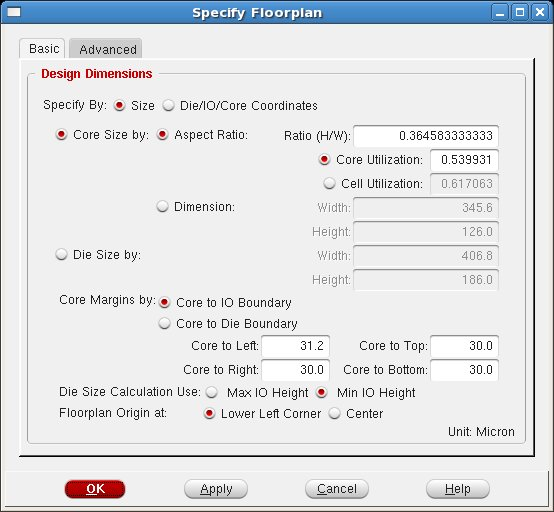 Specify Floorplan
Basic Advanced
Design Dimensions
Specify By: Size Die/IO/Core Coordinates
Core Size by: Aspect Ratio: Ratio (H/W): 0.364583333333
Core Utilization: 0.539931
Cell Utilization: 0.617063
Dimension: Width: 345.6
Height: 126.0
Die Size by: Width: 406.8
Height: 186.0
Core Margins by: Core to IO Boundary
Core to Die Boundary
Core to Left: 31.2 Core to Top: 30.0
Core to Right: 30.0 Core to Bottom: 30.0
Die Size Calculation Use: Max IO Height Min IO Height
Floorplan Origin at: Lower Left Corner Center
Unit: Micron
OK Apply Cancel Help